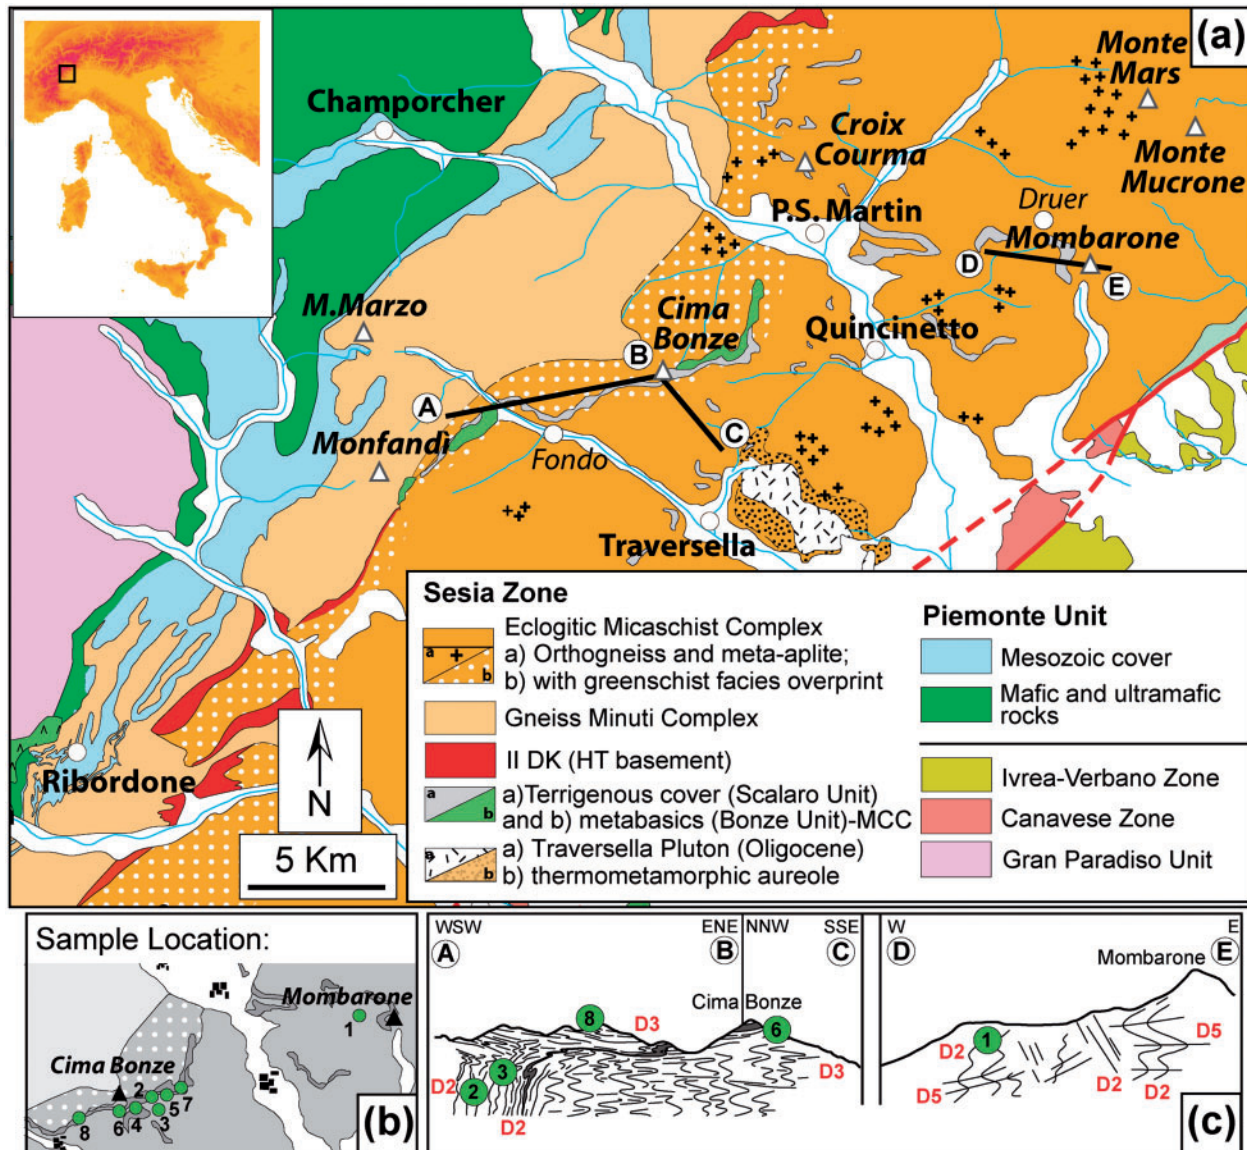 (a)
Monte
Mars
Champorcher
Croix
Courma
Monte
Mucrone
P.S. Martin
Druer
Mombarone
D
E
M.Marzo
Cima
Bonze
Quincinetto
B
A
C
Monfandì
Fondo
Traversella
Ribordone
N
5 Km
Sesia Zone
Eclogitic Micaschist Complex
a) Orthogneiss and meta-aplite;
b) with greenschist facies overprint
a
b
Gneiss Minuti Complex
II DK (HT basement)
a)Terrigenous cover (Scalaro Unit)
and b) metabasics (Bonze Unit)-MCC
a
b
a) Traversella Pluton (Oligocene)
b) thermometamorphic aureole
a
b
Piemonte Unit
Mesozoic cover
Mafic and ultramafic
rocks
Ivrea-Verbano Zone
Canavese Zone
Gran Paradiso Unit
Sample Location:
Mombarone
1
Cima Bonze
2
5
7
8
6
4
3
(b)
WSW
ENE
NNW
SSE
A
B
C
Cima Bonze
8
D3
6
D2
2
3
D3
D2
W
E
D
E
Mombarone
D2
1
D5
D5
D2
D2
(c)